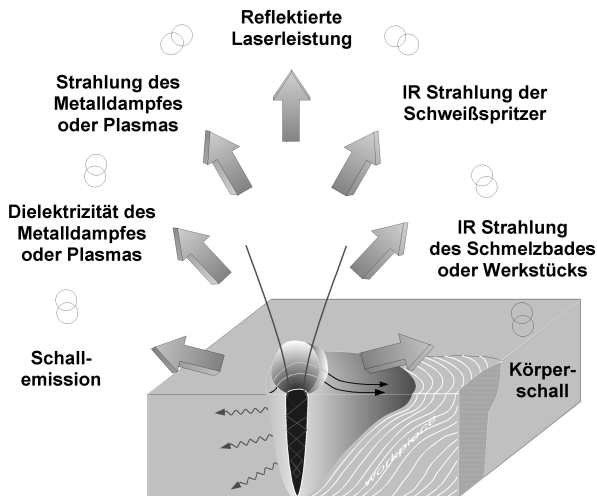 Reflektierte
Laserleistung
Strahlung des
Metalldampfes
oder Plasmas
IR Strahlung der
Schweißspritzer
Dielektrizität des
Metalldampfes
oder Plasmas
IR Strahlung
des Schmelzbades
oder Werkstücks
Schall-
emission
Körper-
schall
workpiece